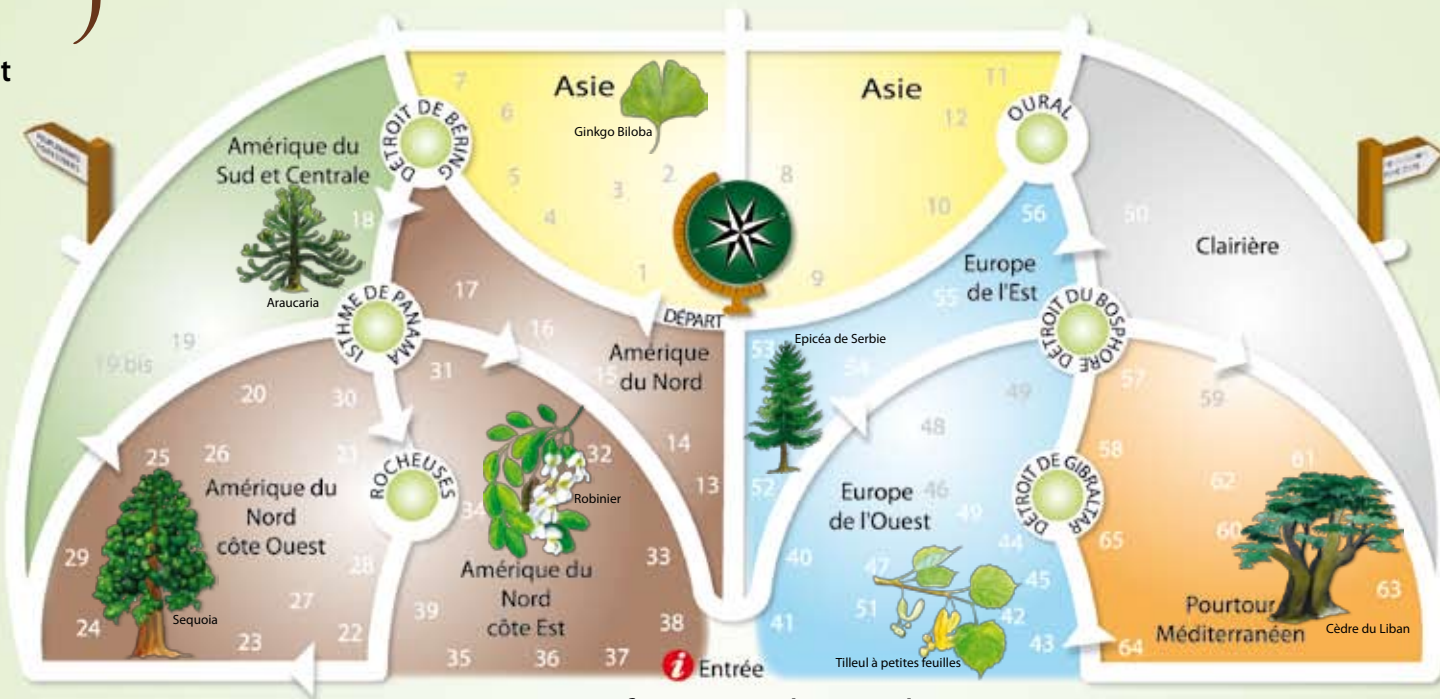 t
Asie
Ginkgo Biloba
7
6
5
4
3
2
1
Asie
11
12
8
10
9
DÉTROIT DE BÉRING
OURAL
Amérique du
Sud et Centrale
18
Araucaria
19
19 bis
ISTHME DE PANAMA
DÉPART
17
16
Amérique
du Nord
15
14
13
56
Europe
de l'Est
55
Epicéa de Serbie
53
54
52
50
Clairière
DÉTROIT DU BOSPHORE
20
30
31
25
26
21
Amérique du
Nord
côte Ouest
29
28
27
24
Sequoia
23
22
ROCHEUSES
32
Robinier
34
33
Amérique du
Nord
côte Est
39
38
35
36
37
i Entrée
49
48
Europe
de l'Ouest
46
49
40
47
44
45
51
42
41
43
Tilleul à petites feuilles
DÉTROIT DE GIBRALTAR
57
59
58
61
62
60
65
63
Pourtour
Méditerranéen
Cèdre du Liban
64